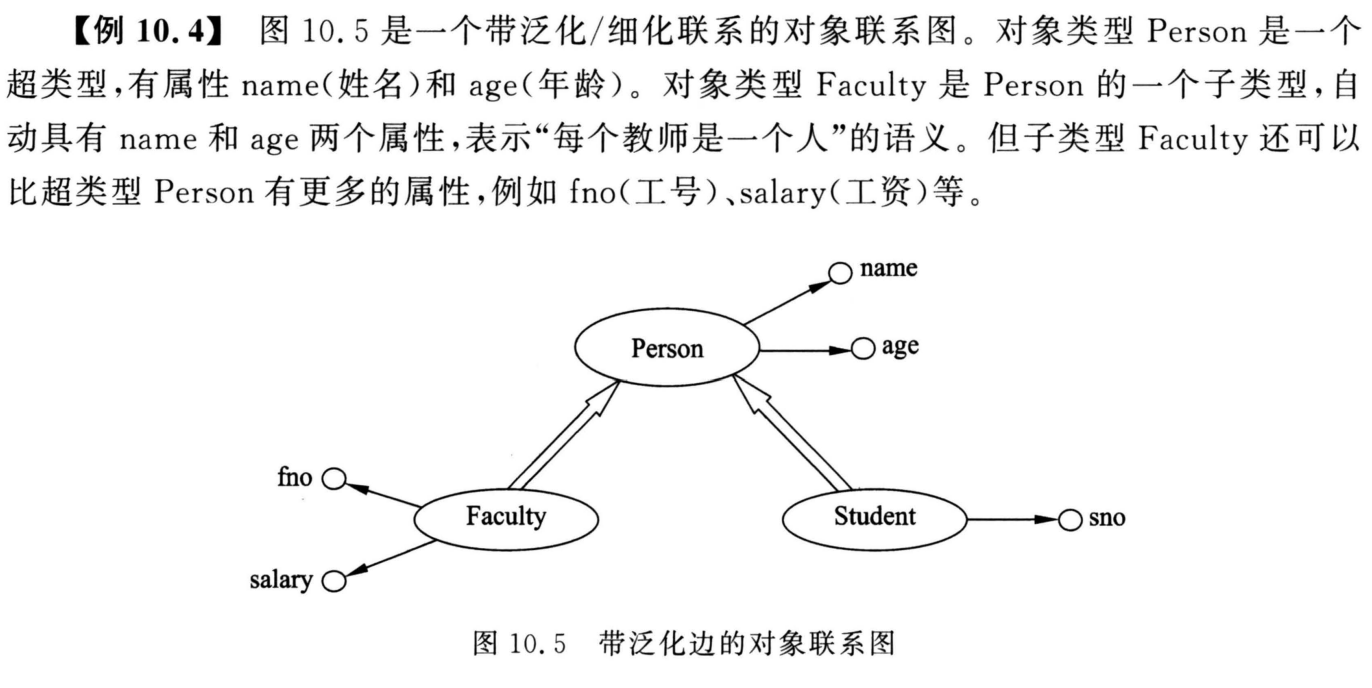 【例 10.4】 图 10.5 是一个带泛化/细化联系的对象联系图。对象类型 Person 是一个
超类型,有属性 name(姓名)和 age(年龄)。对象类型 Faculty 是 Person 的一个子类型,自
动具有 name 和 age 两个属性,表示“每个教师是一个人”的语义。但子类型 Faculty 还可以
比超类型 Person 有更多的属性,例如 fno(工号)、salary(工资)等。
name
Person
age
fno
Faculty
Student
sno
salary
图 10.5 带泛化边的对象联系图